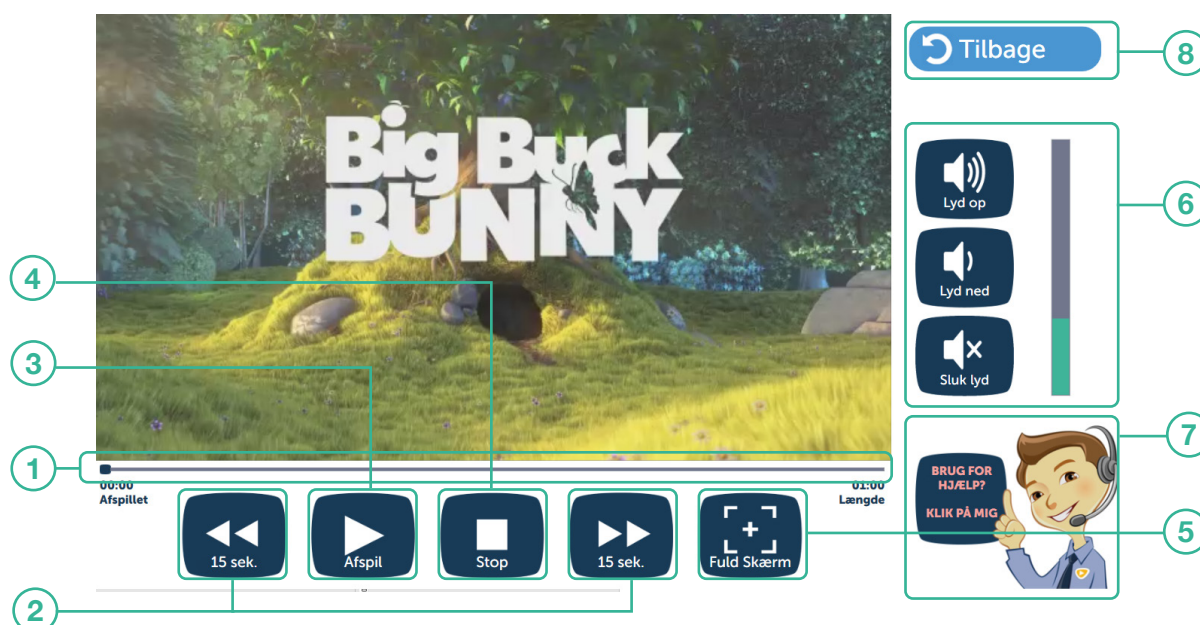 Big Buck
BUNNY
8
Tilbage
Lyd op
6
Lyd ned
4
Sluk lyd
3
7
1
00:00
Afspillet
01:00
Længde
BRUG FOR
HJÆLP?
KLIK PÅ MIG
15 sek.
Afspil
Stop
15 sek.
Fuld Skærm
5
2